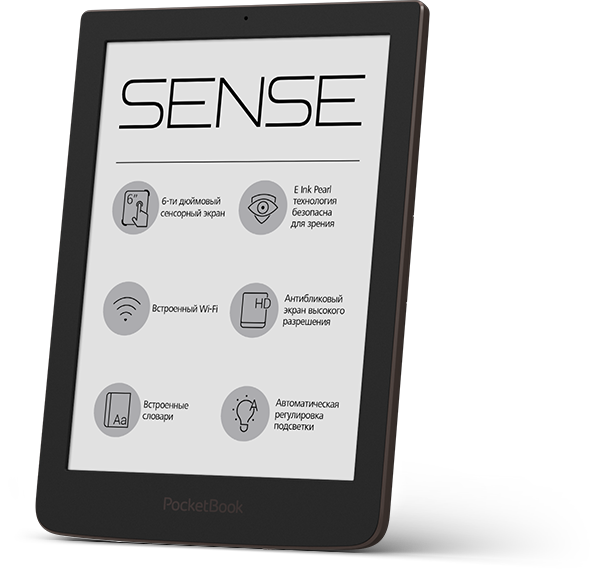 SENSE
6"
6-ти дюймовый
сенсорный экран
E Ink Pearl
технология
безопасна
для зрения
Встроенный Wi-Fi
HD
Антибликовый
экран высокого
разрешения
Aa
Встроенные
словари
A
Автоматическая
регулировка
подсветки
PocketBook